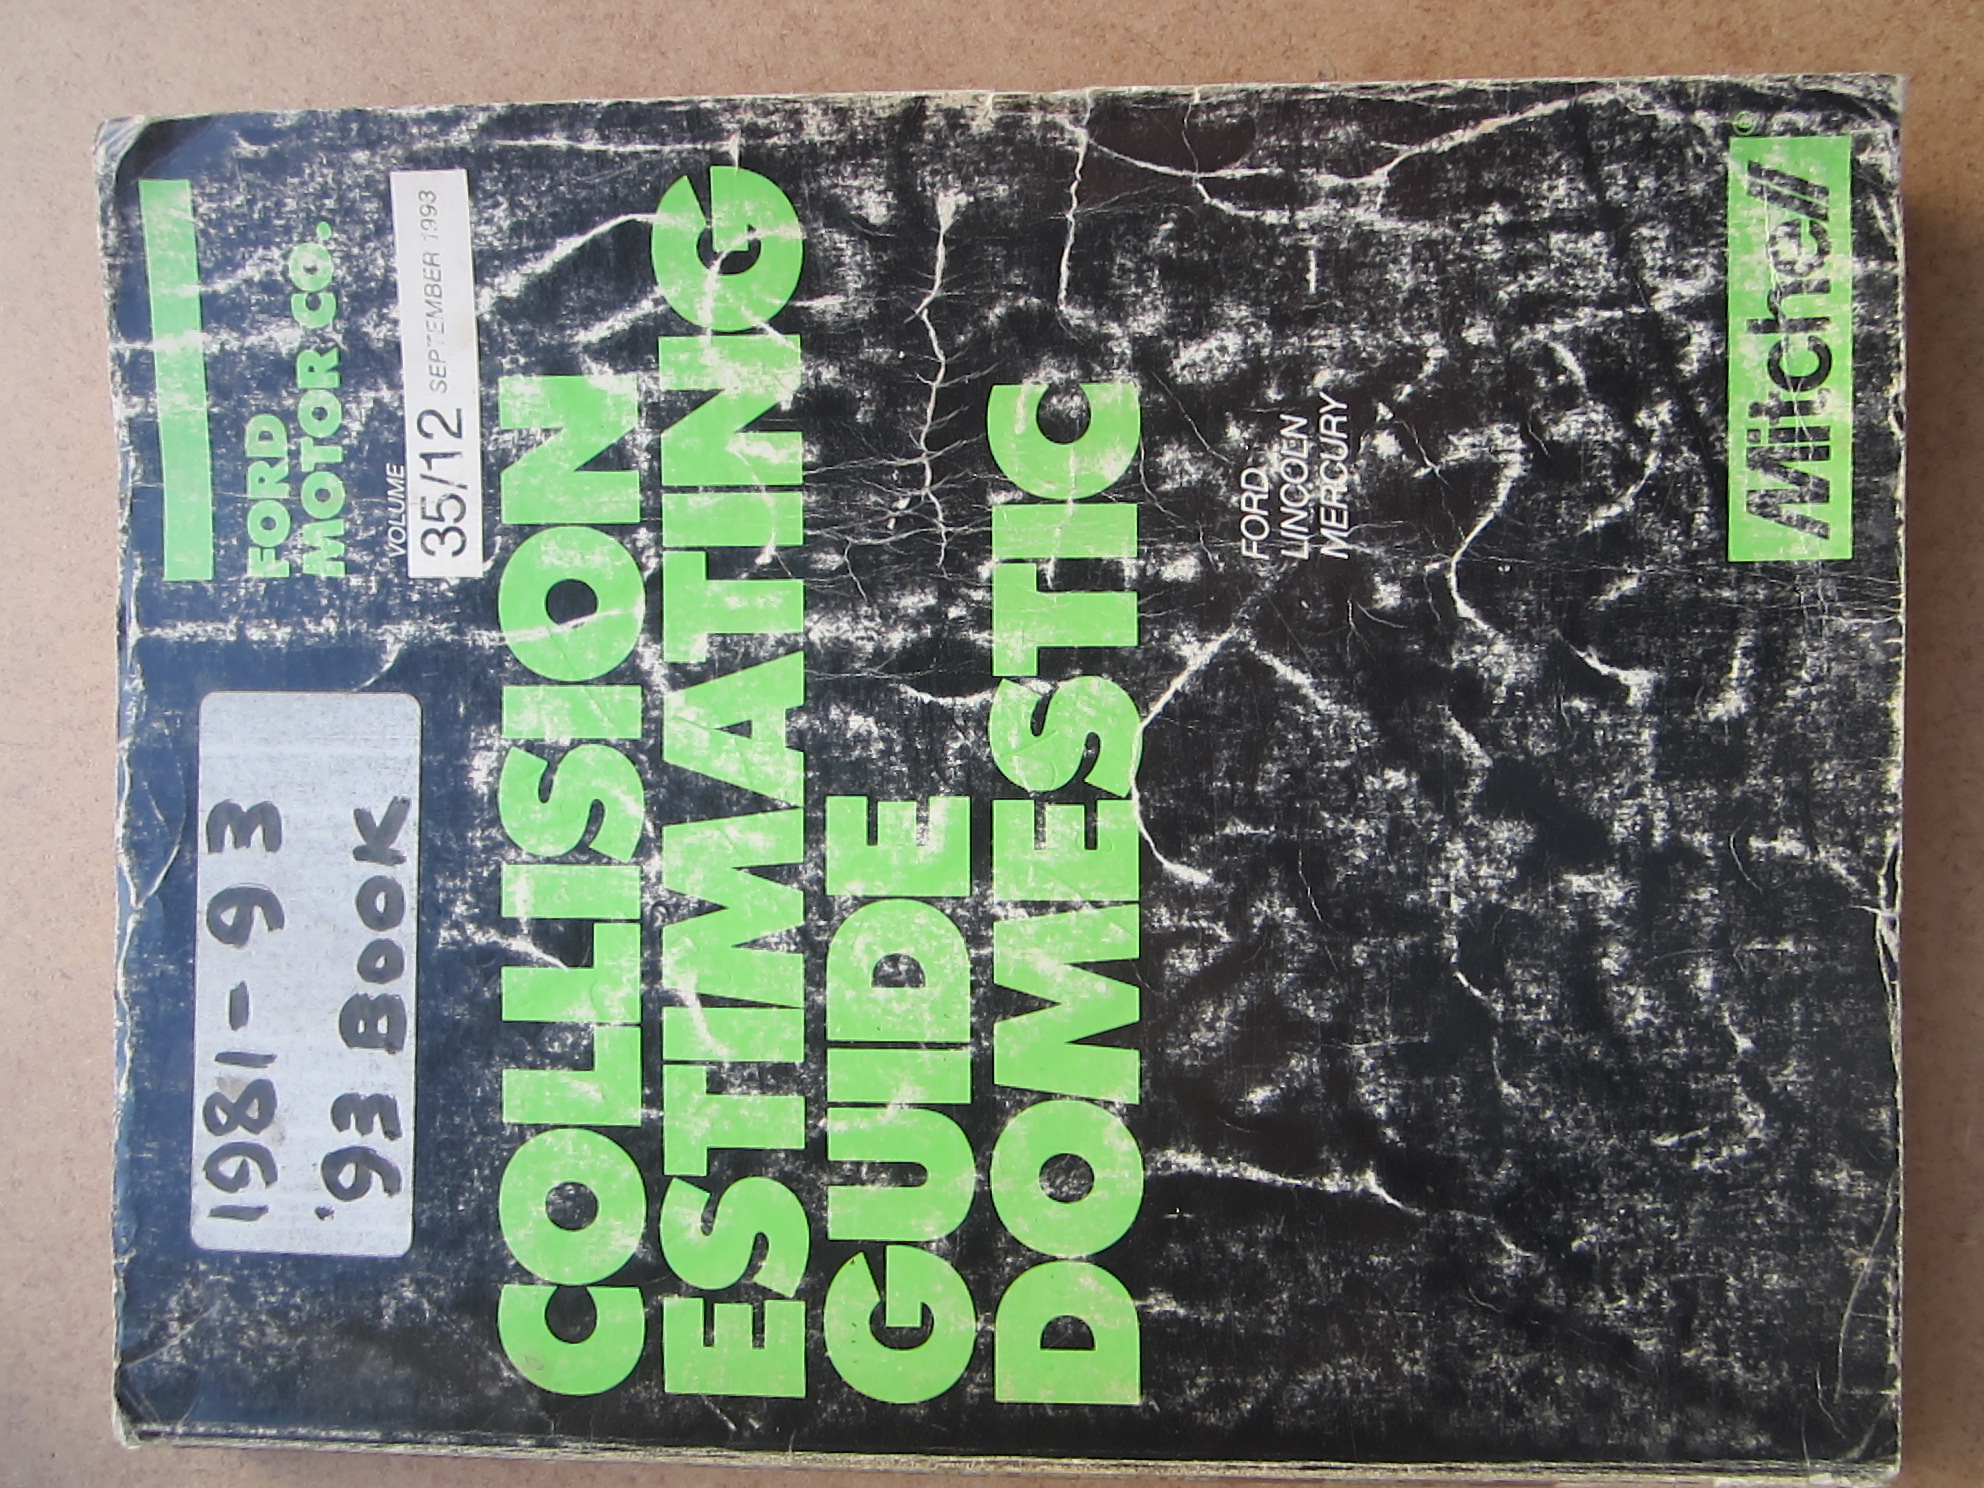 1981-93
'93 BOOK
FORD
MOTOR CO.
VOLUME
35/12 SEPTEMBER 1993
COLLISION
ESTIMATING
GUIDE
DOMESTIC
FORD
LINCOLN
MERCURY
Mitchell®